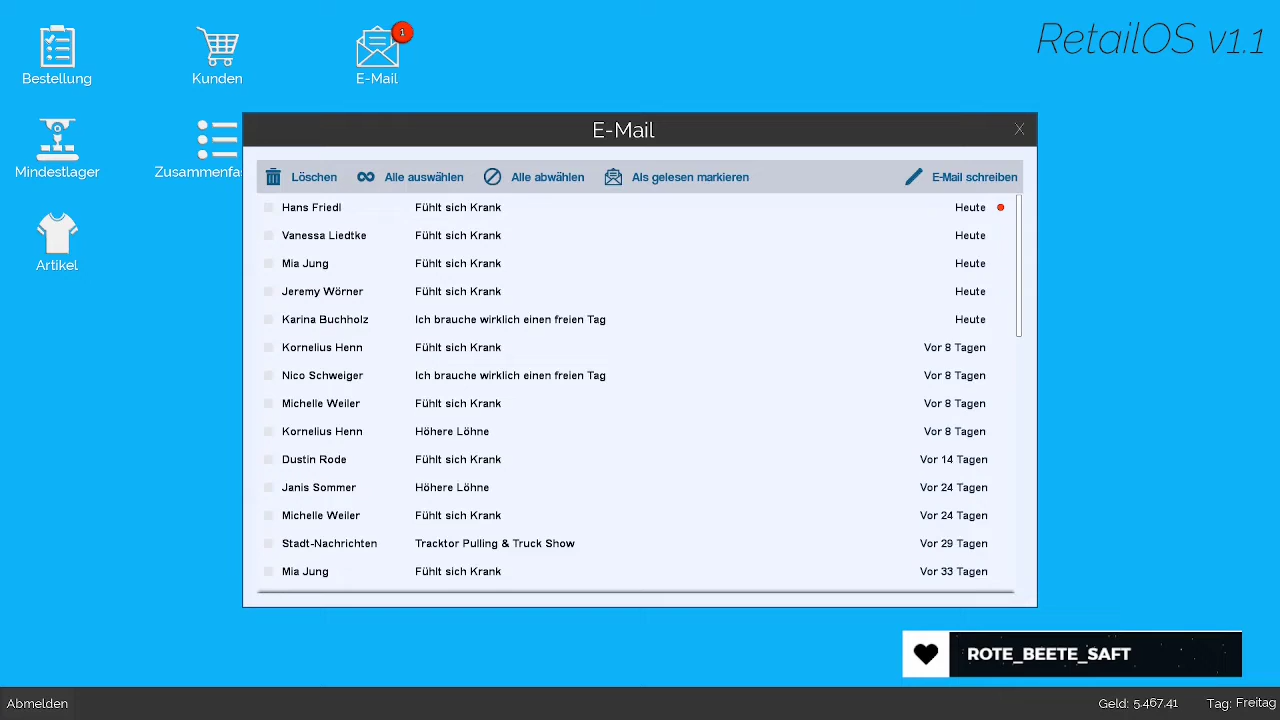 RetailOS v1.1
Bestellung
Kunden
1
E-Mail
Mindestlager
Zusammenfas
Artikel
E-Mail X
Löschen Alle auswählen Alle abwählen Als gelesen markieren E-Mail schreiben
Hans Friedl Fühlt sich Krank Heute
Vanessa Liedtke Fühlt sich Krank Heute
Mia Jung Fühlt sich Krank Heute
Jeremy Wörner Fühlt sich Krank Heute
Karina Buchholz Ich brauche wirklich einen freien Tag Heute
Kornelius Henn Fühlt sich Krank Vor 8 Tagen
Nico Schweiger Ich brauche wirklich einen freien Tag Vor 8 Tagen
Michelle Weiler Fühlt sich Krank Vor 8 Tagen
Kornelius Henn Höhere Löhne Vor 8 Tagen
Dustin Rode Fühlt sich Krank Vor 14 Tagen
Janis Sommer Höhere Löhne Vor 24 Tagen
Michelle Weiler Fühlt sich Krank Vor 24 Tagen
Stadt-Nachrichten Tracktor Pulling & Truck Show Vor 29 Tagen
Mia Jung Fühlt sich Krank Vor 33 Tagen
ROTE_BEETE_SAFT
Abmelden Geld: 5.467.41 Tag: Freitag